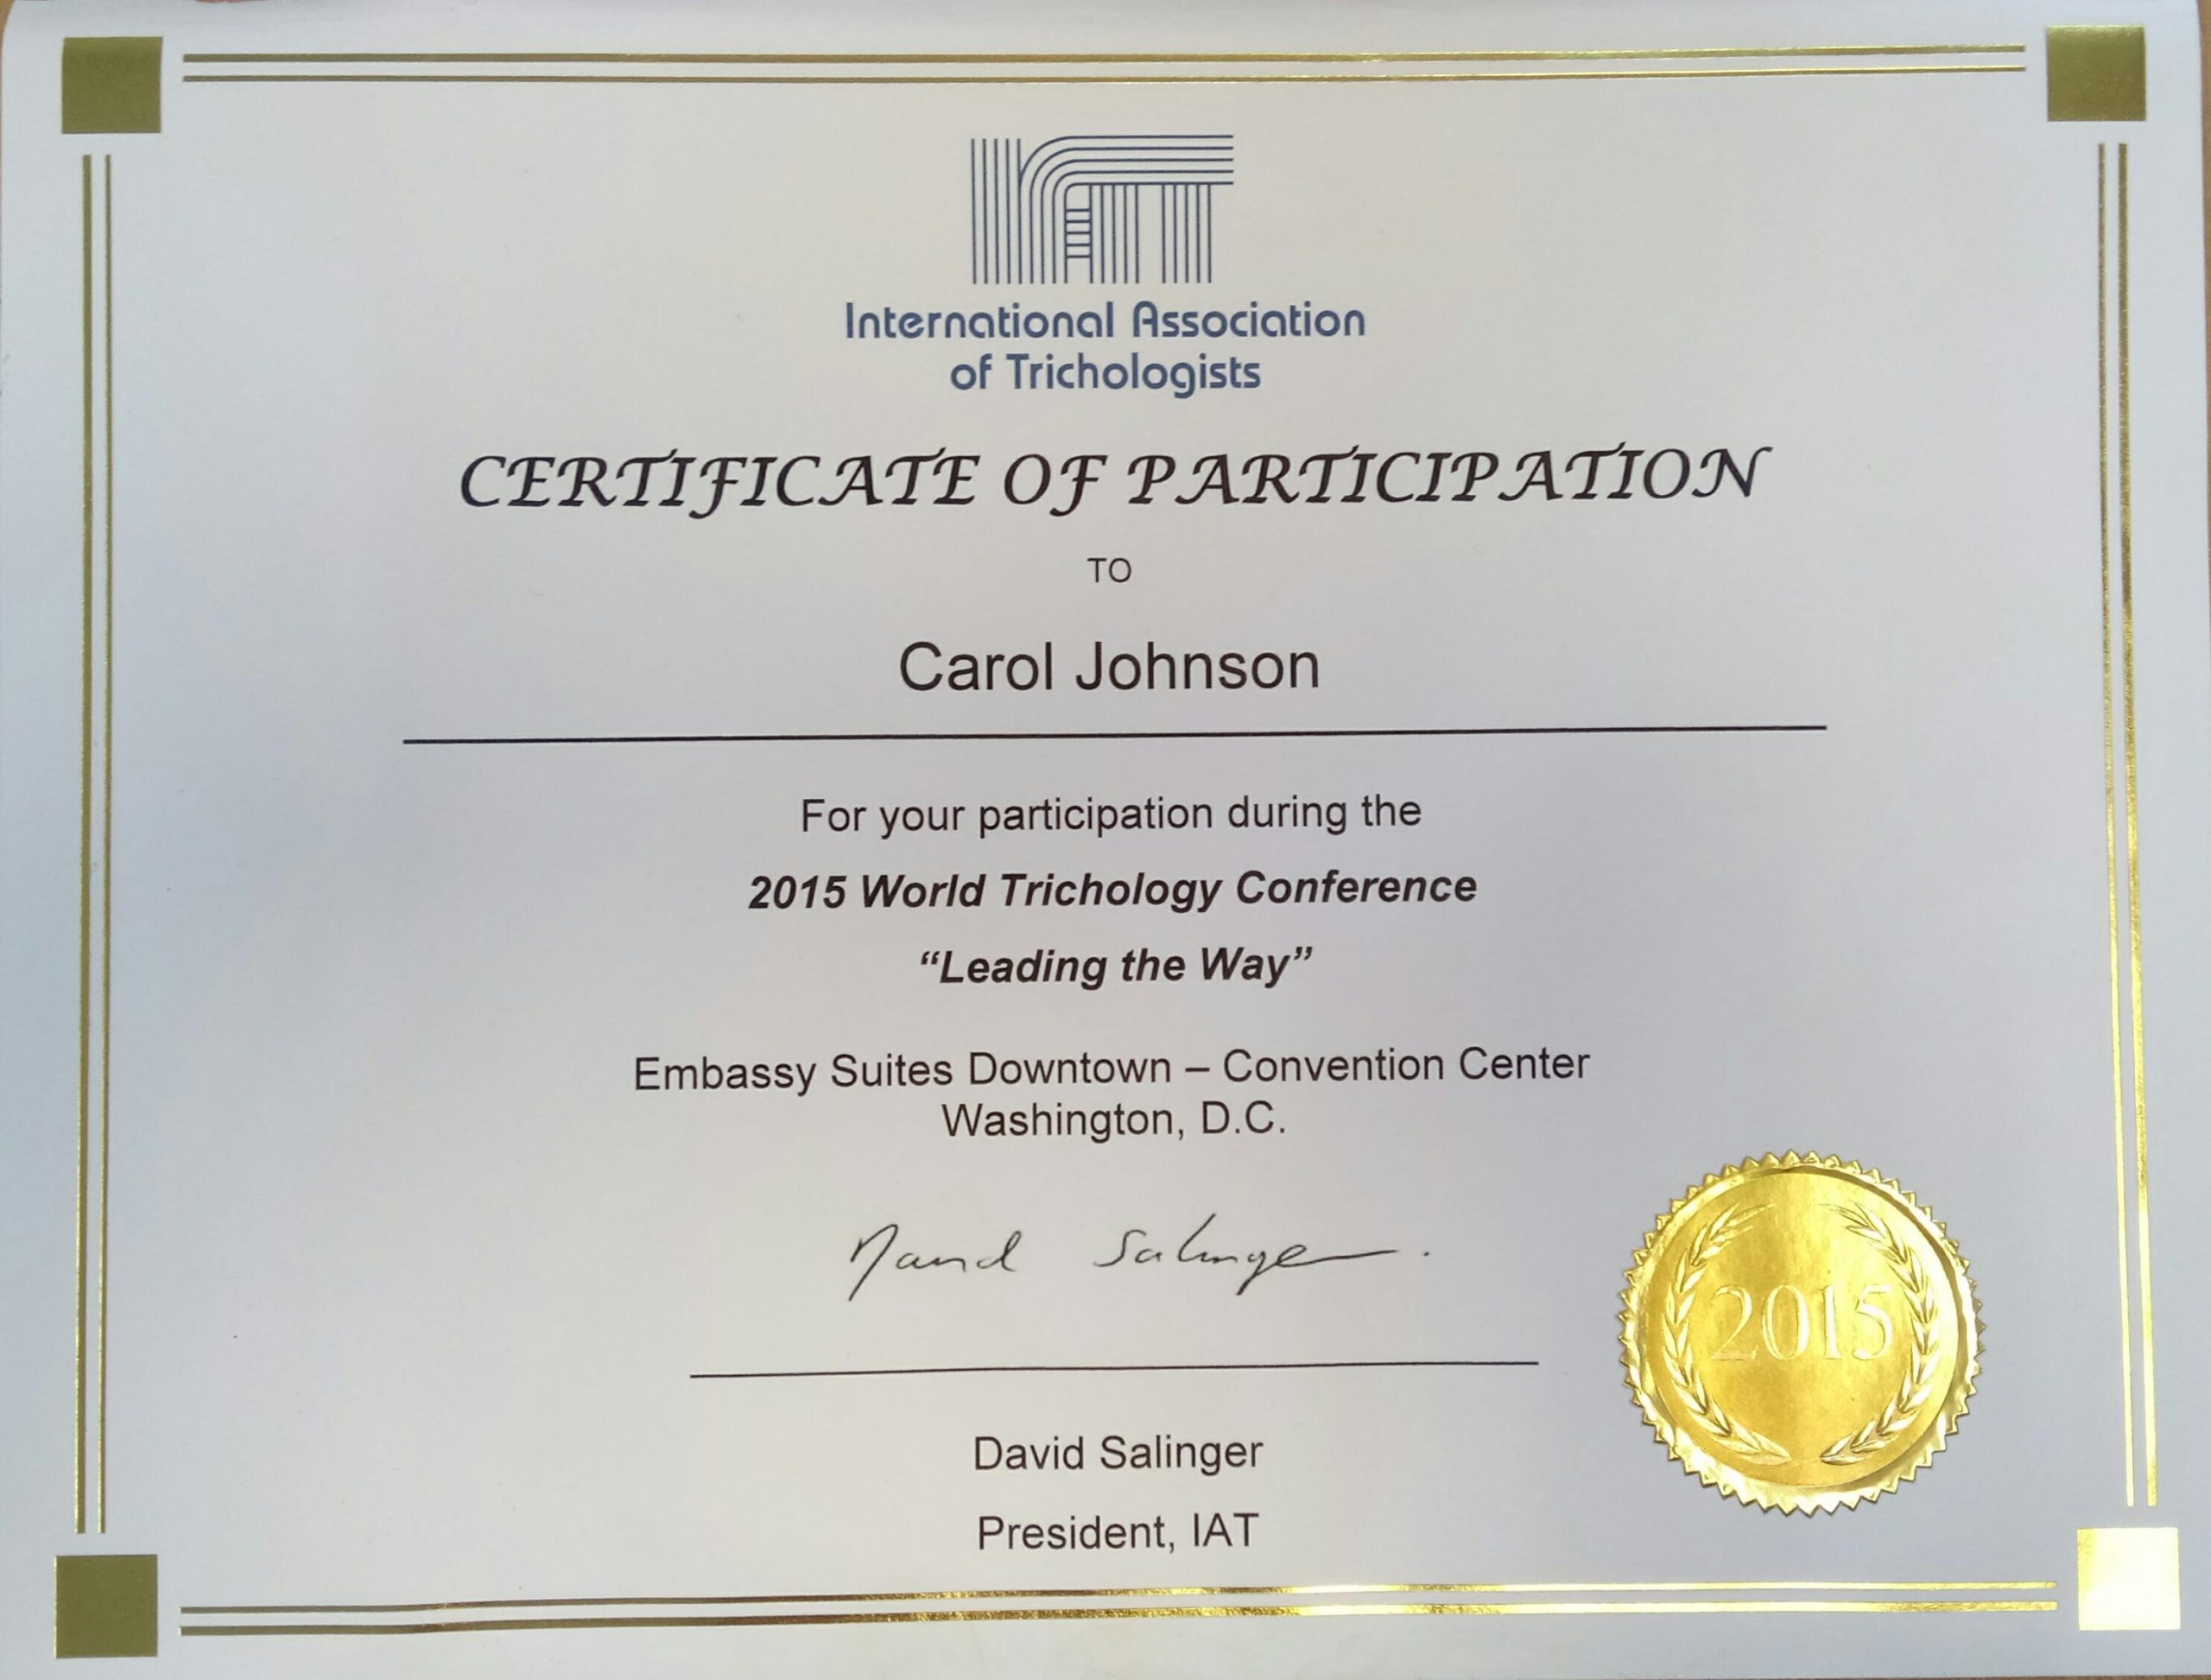 IAT
International Association
of Trichologists
CERTIFICATE OF PARTICIPATION
TO
Carol Johnson
For your participation during the
2015 World Trichology Conference
“Leading the Way”
Embassy Suites Downtown – Convention Center
Washington, D.C.
David Salinger.
2015
David Salinger
President, IAT